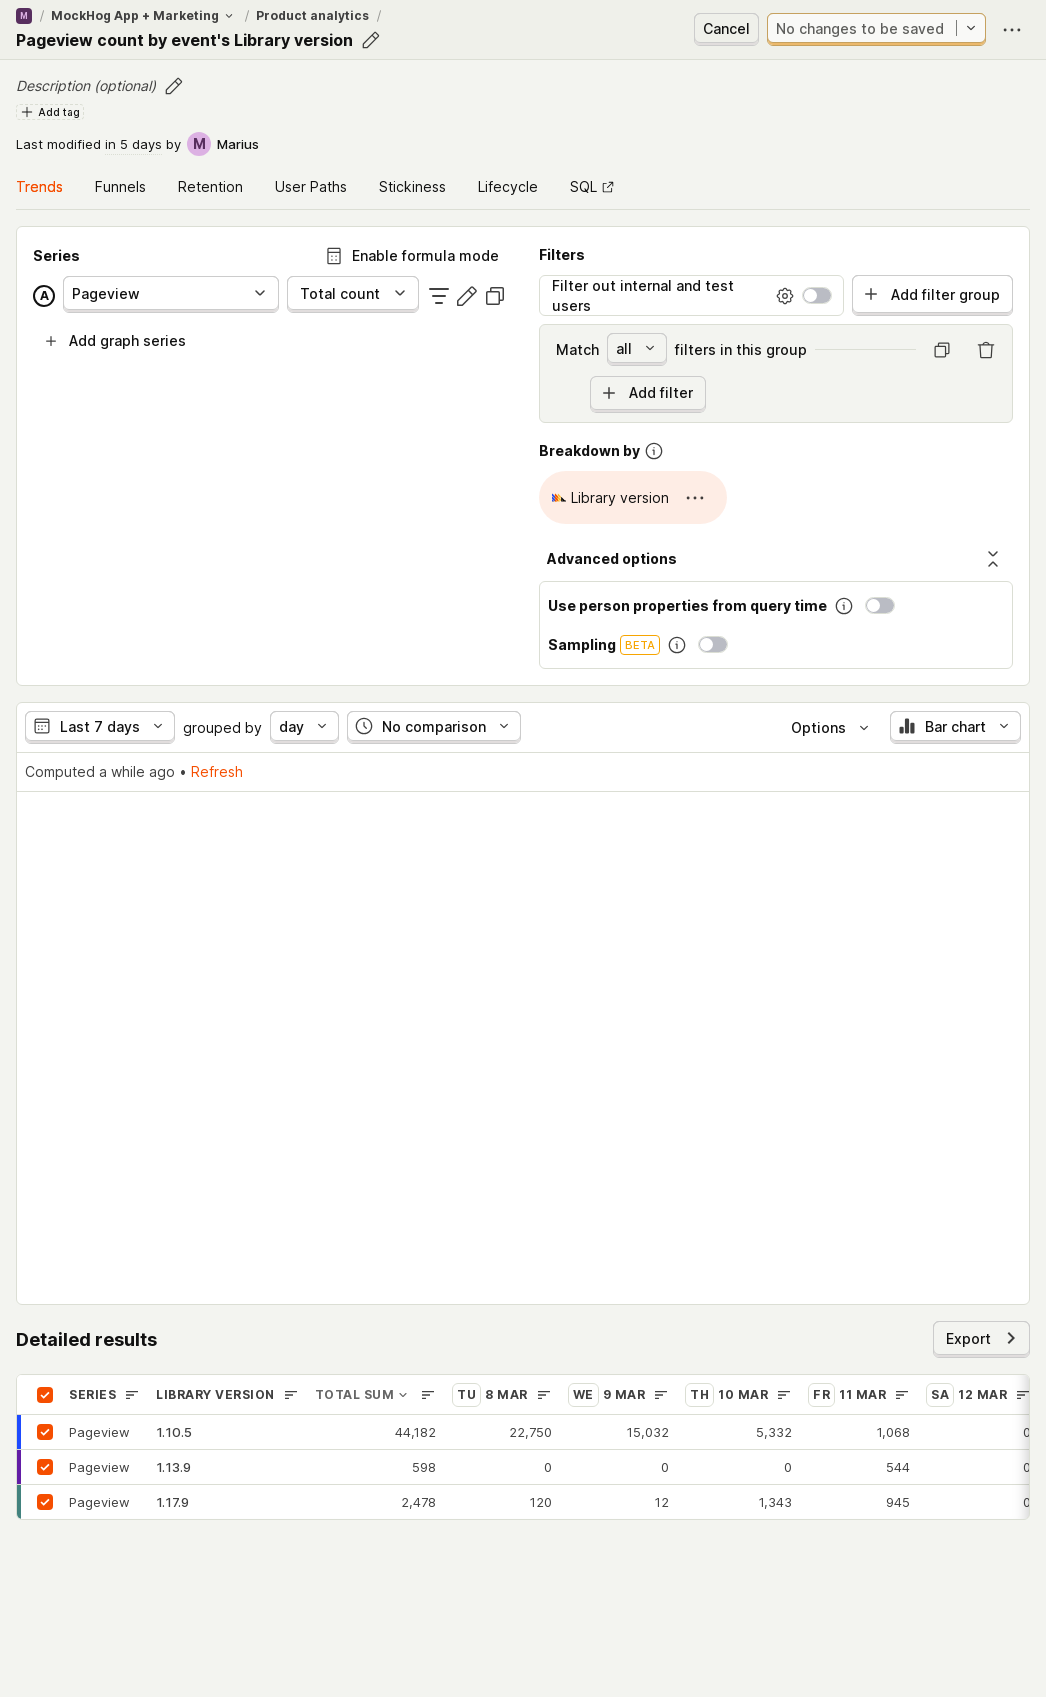 M / MockHog App + Marketing / Product analytics /
Pageview count by event's Library version
Cancel
No changes to be saved
Description (optional)
Add tag
Last modified in 5 days by M Marius
Trends Funnels Retention User Paths Stickiness Lifecycle SQL
Series
Enable formula mode
A Pageview Total count
Add graph series
Filters
Filter out internal and test users
Add filter group
Match all filters in this group
Add filter
Breakdown by
Library version
Advanced options
Use person properties from query time
Sampling BETA
Last 7 days grouped by day No comparison Options Bar chart
Computed a while ago • Refresh
Detailed results
Export
SERIES LIBRARY VERSION TOTAL SUM TU 8 MAR WE 9 MAR TH 10 MAR FR 11 MAR SA 12 MAR
Pageview 1.10.5 44,182 22,750 15,032 5,332 1,068 0
Pageview 1.13.9 598 0 0 0 544 0
Pageview 1.17.9 2,478 120 12 1,343 945 0